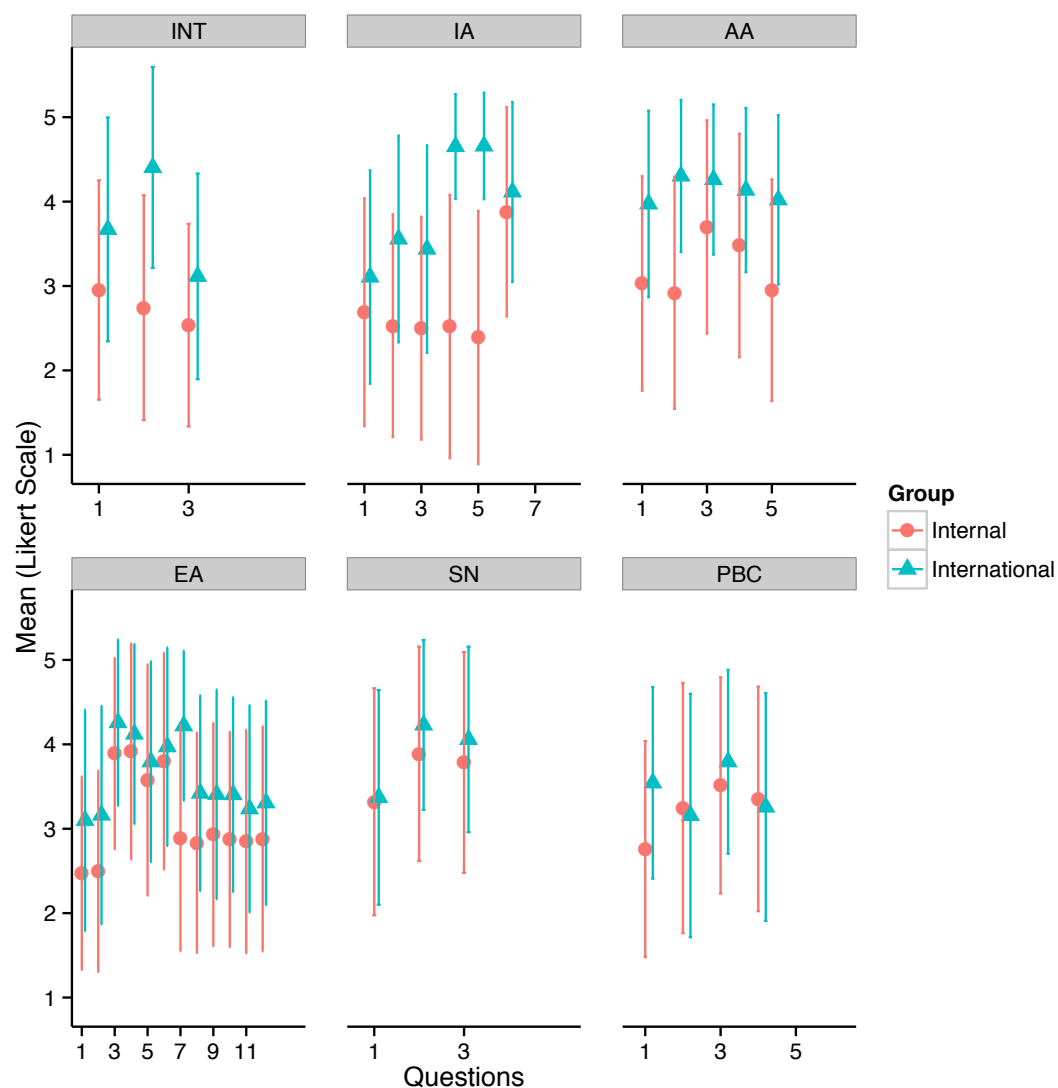 INT IA AA
5
4
3
2
1
1 3 1 3 5 7 1 3 5
Mean (Likert Scale)
Group
Internal
International
EA SN PBC
5
4
3
2
1
1 3 5 7 9 11 1 3 1 3 5
Questions